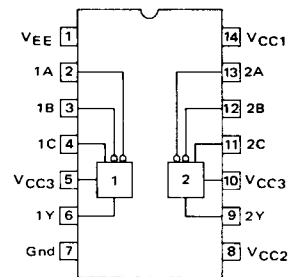 VEE 1 14 VCC1
1A 2 13 2A
1B 3 12 2B
1C 4 11 2C
VCC3 5 1 2 10 VCC3
1Y 6 9 2Y
Gnd 7 8 VCC2